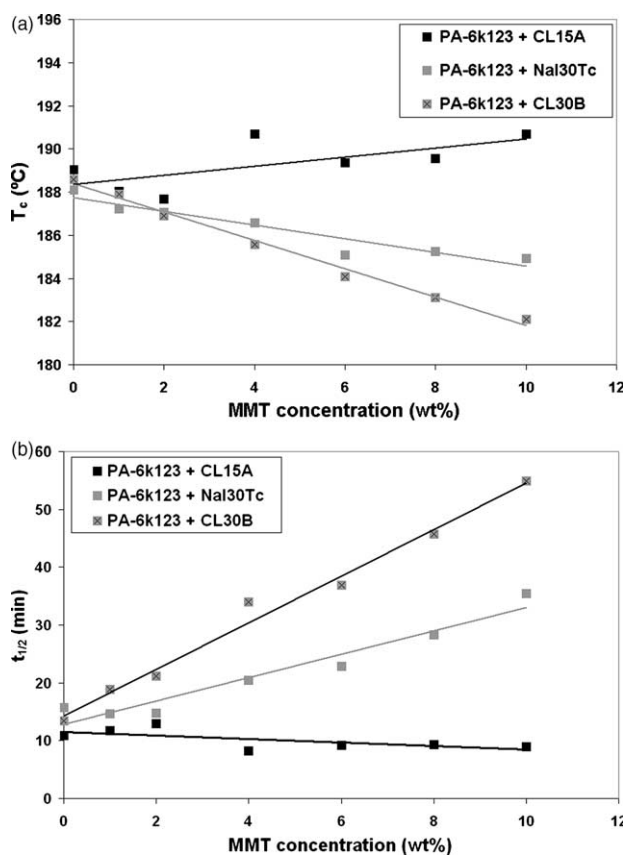 (a)
196
194
192
190
188
186
184
182
180
T_c (ºC)
PA-6k123 + CL15A
PA-6k123 + Nal30Tc
PA-6k123 + CL30B
0 2 4 6 8 10 12
MMT concentration (wt%)
(b)
60
50
40
30
20
10
0
t_1/2 (min)
PA-6k123 + CL15A
PA-6k123 + Nal30Tc
PA-6k123 + CL30B
0 2 4 6 8 10 12
MMT concentration (wt%)